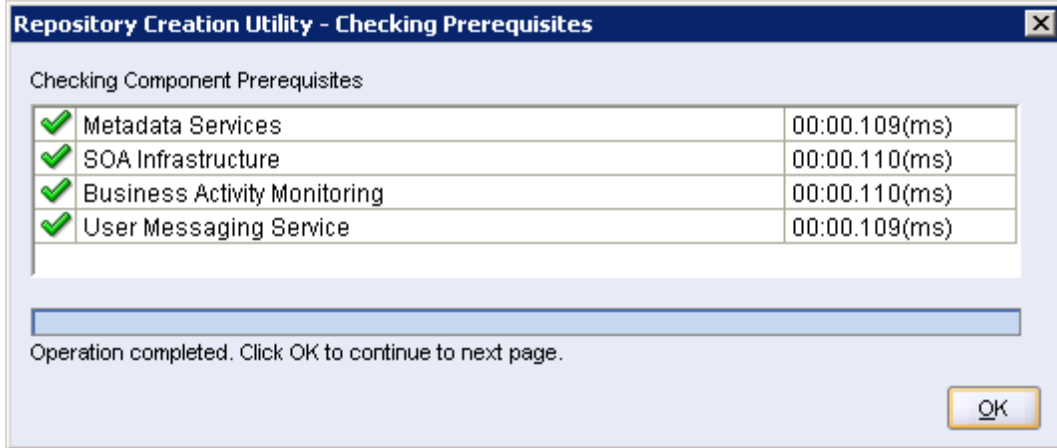 Repository Creation Utility - Checking Prerequisites
Checking Component Prerequisites
Metadata Services 00:00.109(ms)
SOA Infrastructure 00:00.110(ms)
Business Activity Monitoring 00:00.110(ms)
User Messaging Service 00:00.109(ms)
Operation completed. Click OK to continue to next page.
OK